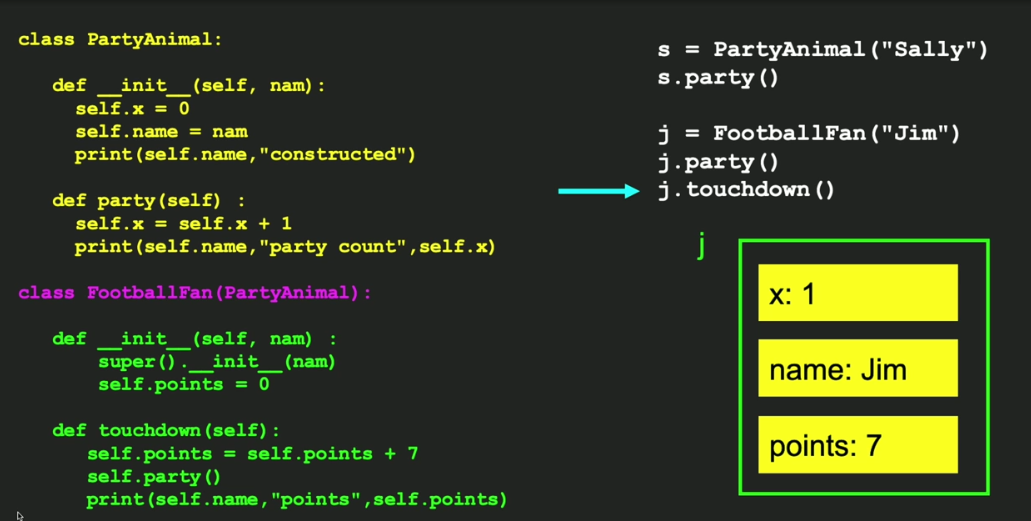 class PartyAnimal:
def __init__(self, nam):
self.x = 0
self.name = nam
print(self.name,"constructed")
def party(self) :
self.x = self.x + 1
print(self.name,"party count",self.x)
class FootballFan(PartyAnimal):
def __init__(self, nam) :
super().__init__(nam)
self.points = 0
def touchdown(self):
self.points = self.points + 7
self.party()
print(self.name,"points",self.points)
s = PartyAnimal("Sally")
s.party()
j = FootballFan("Jim")
j.party()
j.touchdown()
j
x: 1
name: Jim
points: 7